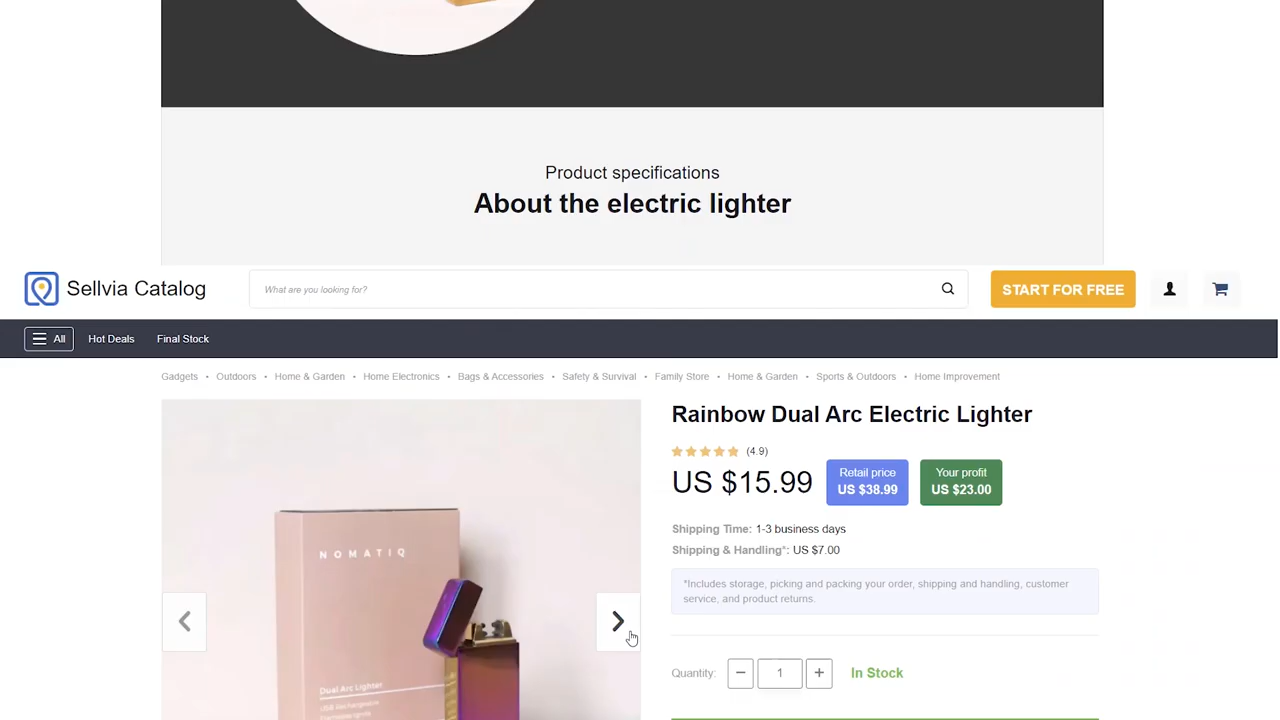 Product specifications
About the electric lighter
Sellvia Catalog
What are you looking for?
START FOR FREE
All
Hot Deals
Final Stock
Gadgets • Outdoors • Home & Garden • Home Electronics • Bags & Accessories • Safety & Survival • Family Store • Home & Garden • Sports & Outdoors • Home Improvement
Rainbow Dual Arc Electric Lighter
(4.9)
US $15.99
Retail price
US $38.99
Your profit
US $23.00
Shipping Time: 1-3 business days
Shipping & Handling*: US $7.00
*Includes storage, picking and packing your order, shipping and handling, customer
service, and product returns.
Quantity:
1
In Stock
NOMATIQ
Dual Arc Lighter
USB Rechargeable